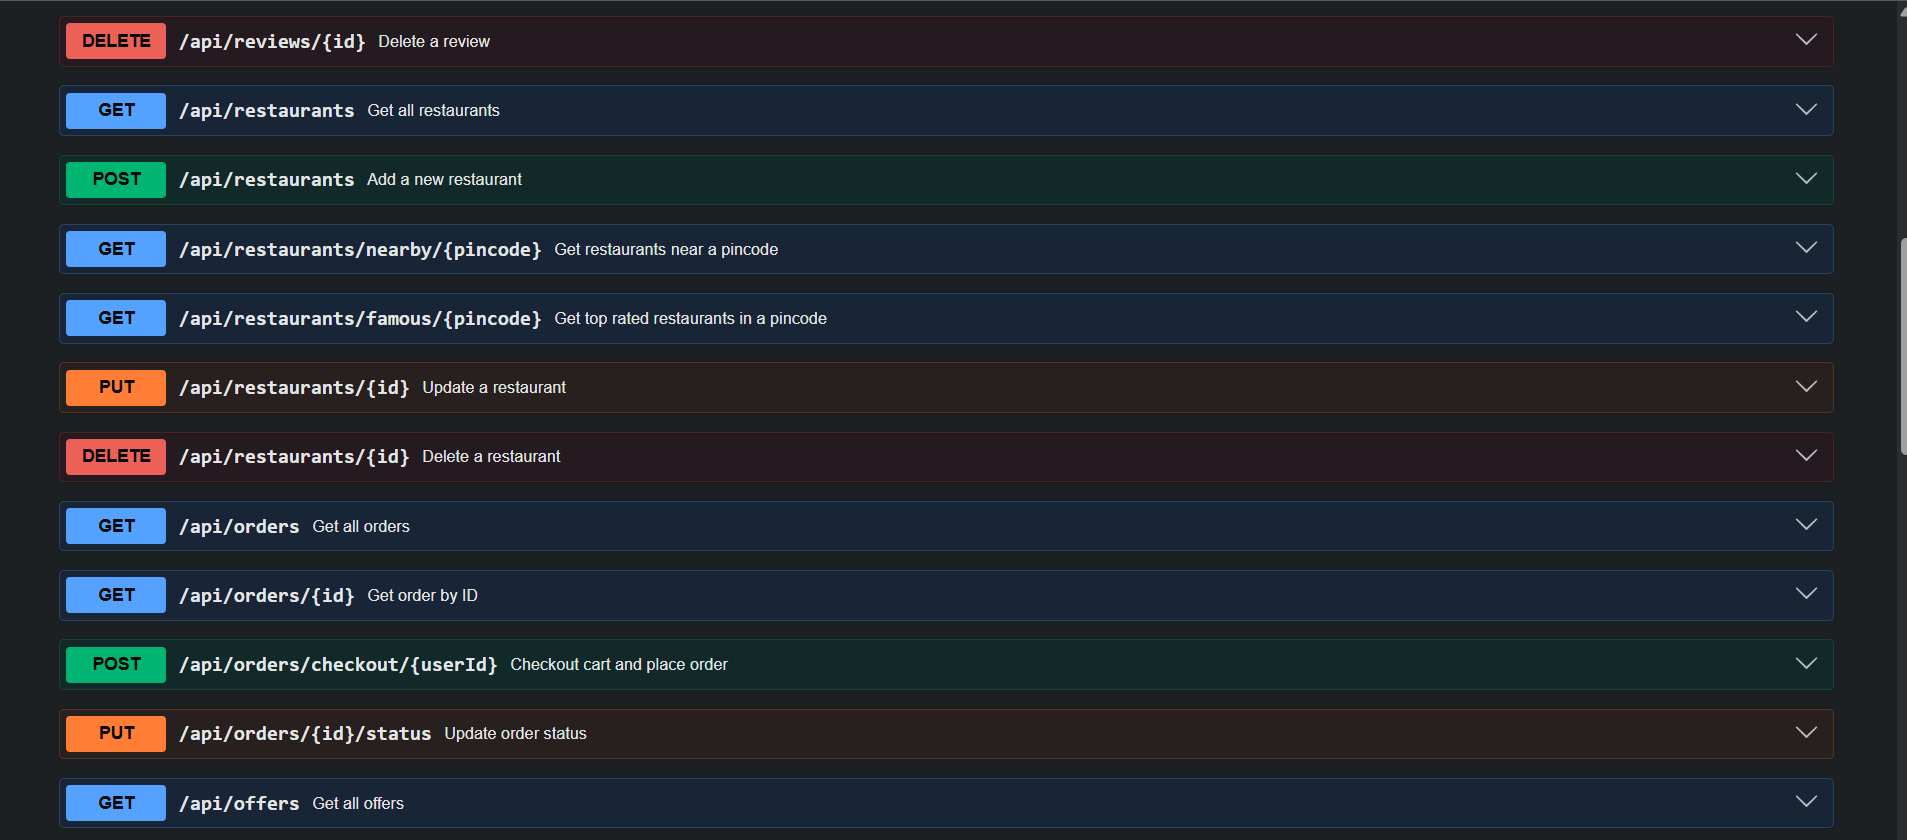 DELETE /api/reviews/{id} Delete a review
GET /api/restaurants Get all restaurants
POST /api/restaurants Add a new restaurant
GET /api/restaurants/nearby/{pincode} Get restaurants near a pincode
GET /api/restaurants/famous/{pincode} Get top rated restaurants in a pincode
PUT /api/restaurants/{id} Update a restaurant
DELETE /api/restaurants/{id} Delete a restaurant
GET /api/orders Get all orders
GET /api/orders/{id} Get order by ID
POST /api/orders/checkout/{userId} Checkout cart and place order
PUT /api/orders/{id}/status Update order status
GET /api/offers Get all offers